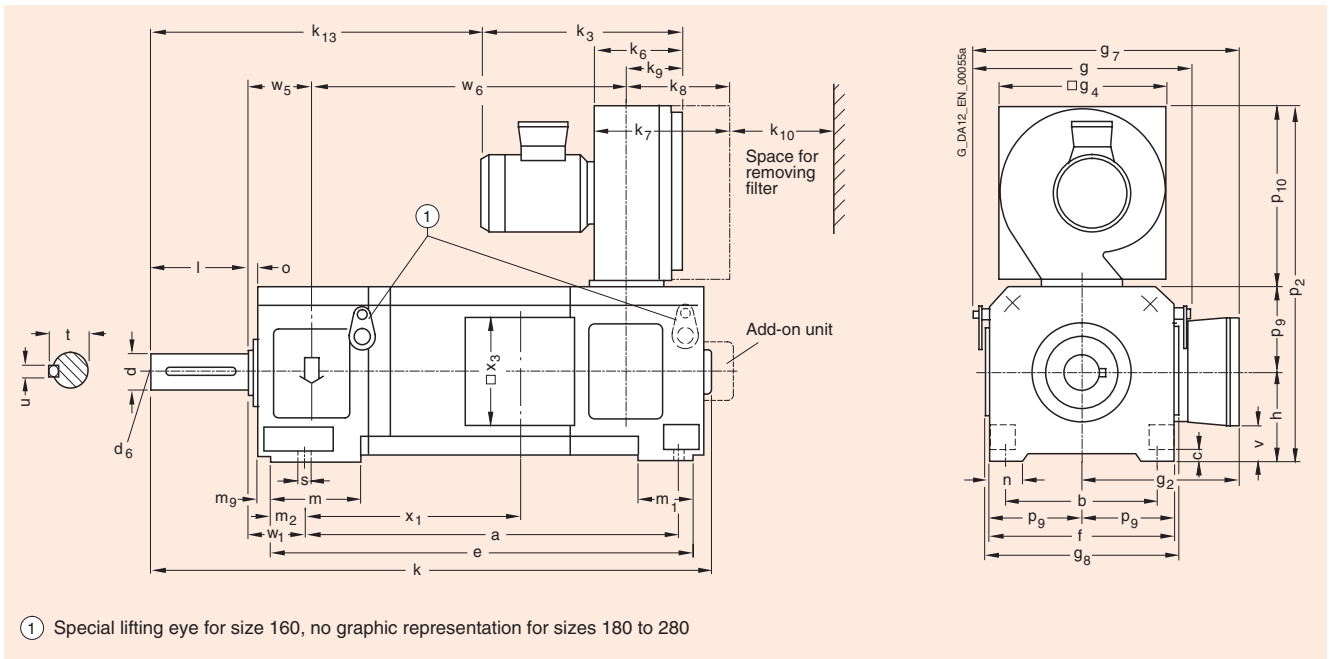 k13
k3
k6
k9
w5
w6
k8
k7
k10
Space for
removing
filter
1
l
o
Add-on unit
t
u
d
d6
□ x3
s
m9
m
m1
m2
x1
w1
a
e
k
G_DA12_EN_00055a
g7
g
□ g4
p10
p2
p9
h
v
c
n
g2
b
p9
p9
f
g8
1 Special lifting eye for size 160, no graphic representation for sizes 180 to 280